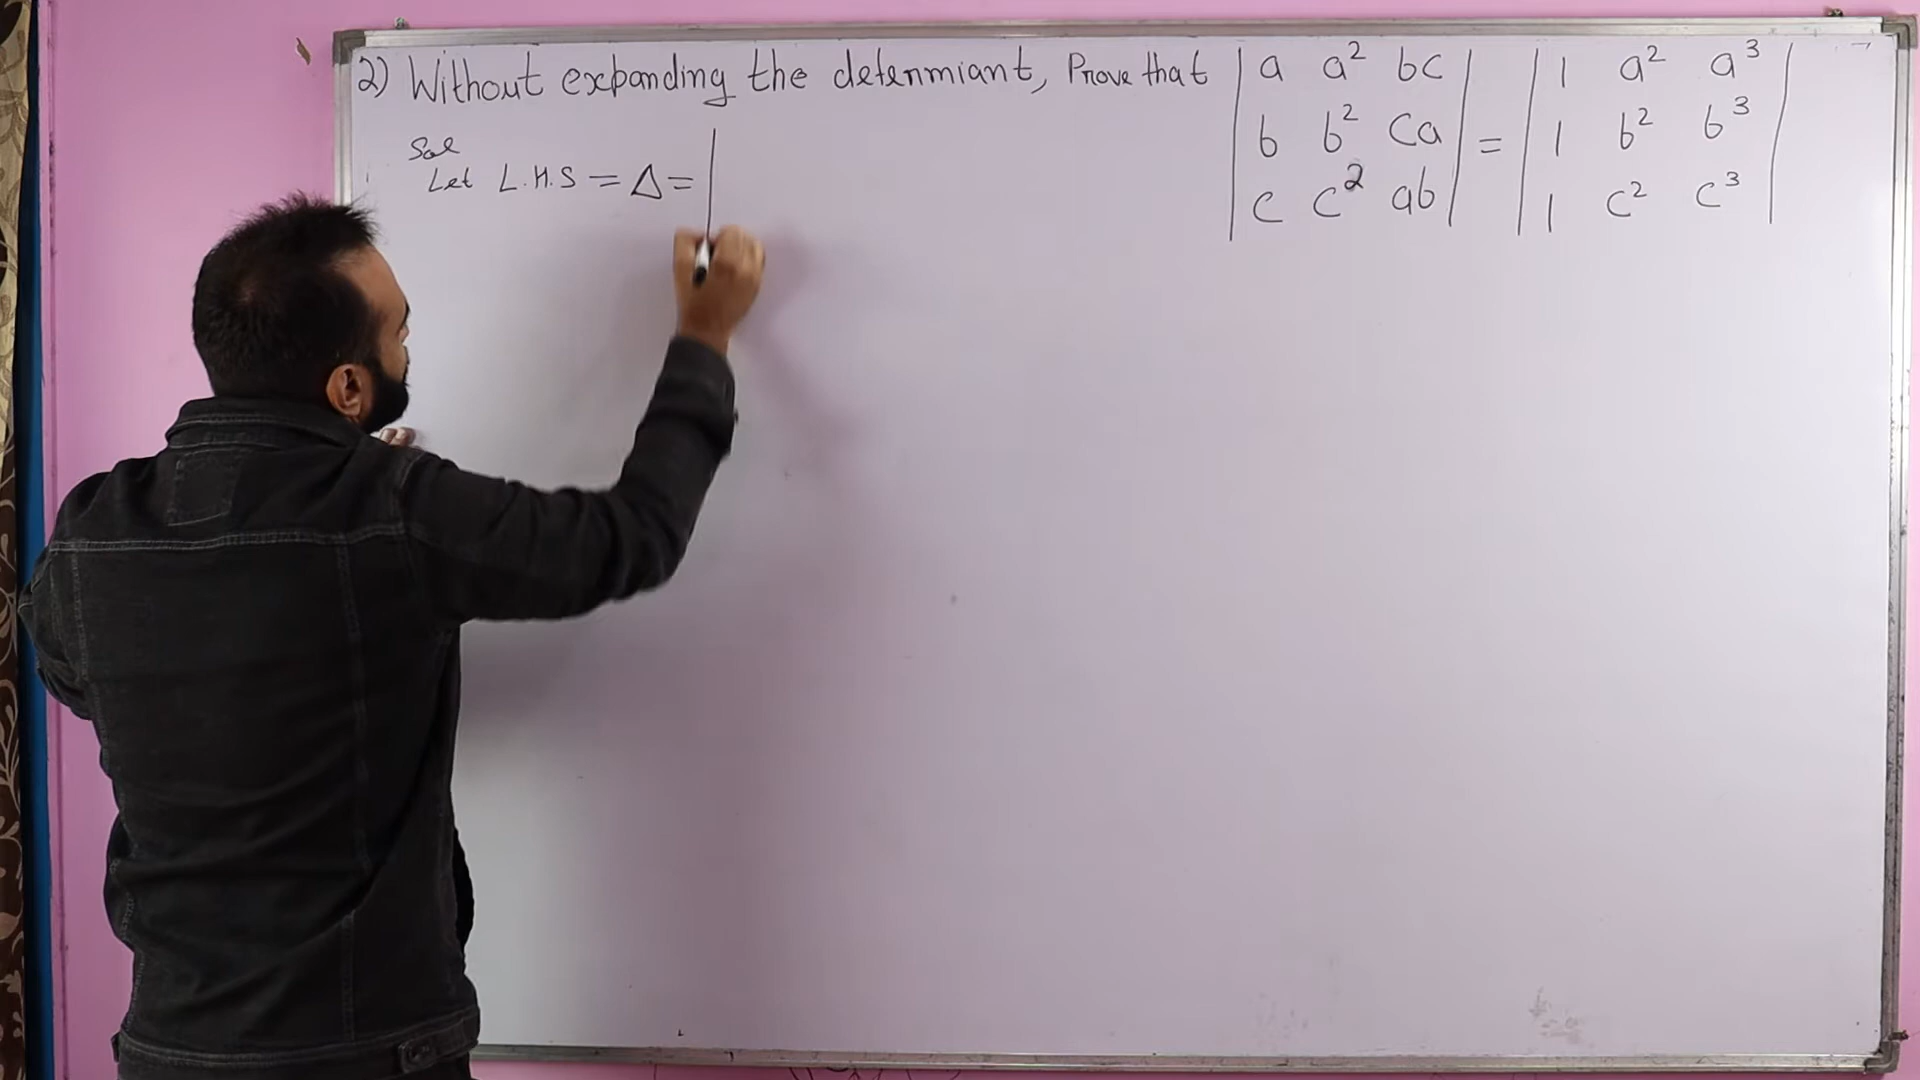 2) Without expanding the detenmiant, Prove that | a a² bc | = | 1 a² a³ |
| b b² Ca | | 1 b² b³ |
| c c² ab | | 1 c² c³ |
Sol
Let L.H.S = Δ = |